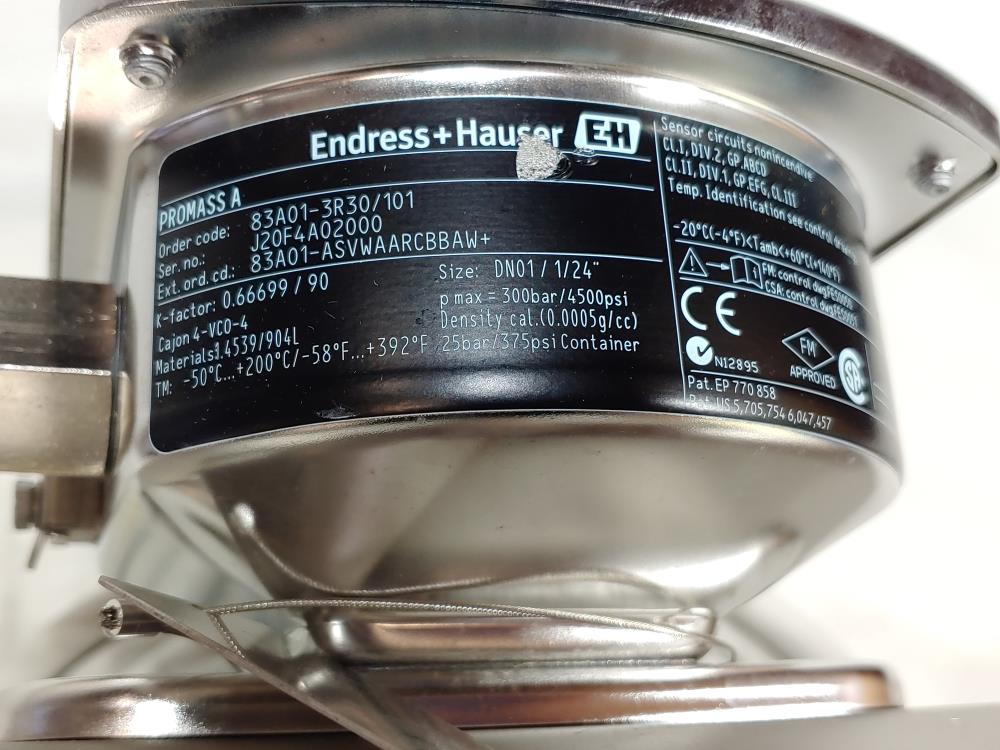 Endress+Hauser EH
PROMASS A
Order code: 83A01-3R30/101
Ser. no.: J20F4A02000
Ext. ord. cd.: 83A01-ASVWAARCBBAW+
K-factor: 0.66699 / 90
Cajon 4-VCO-4
Materials1.4539/904L
TM: -50°C...+200°C/-58°F...+392°F
Size: DN01 / 1/24"
p max = 300bar/4500psi
Density cal.(0.0005g/cc)
25bar/375psi Container
Sensor circuits nonincendive
CL.I, DIV.2, GP.ABCD
CL.II, DIV.1, GP.EFG, CL.III
Temp. Identification see control
-20°C(-4°F)<Tamb<+60°C(+140°F)
FM: control dwg
CSA: control dwg
CE
N12895
FM
APPROVED
Pat. EP 770 858
Pat. US 5,705,754 6,047,457